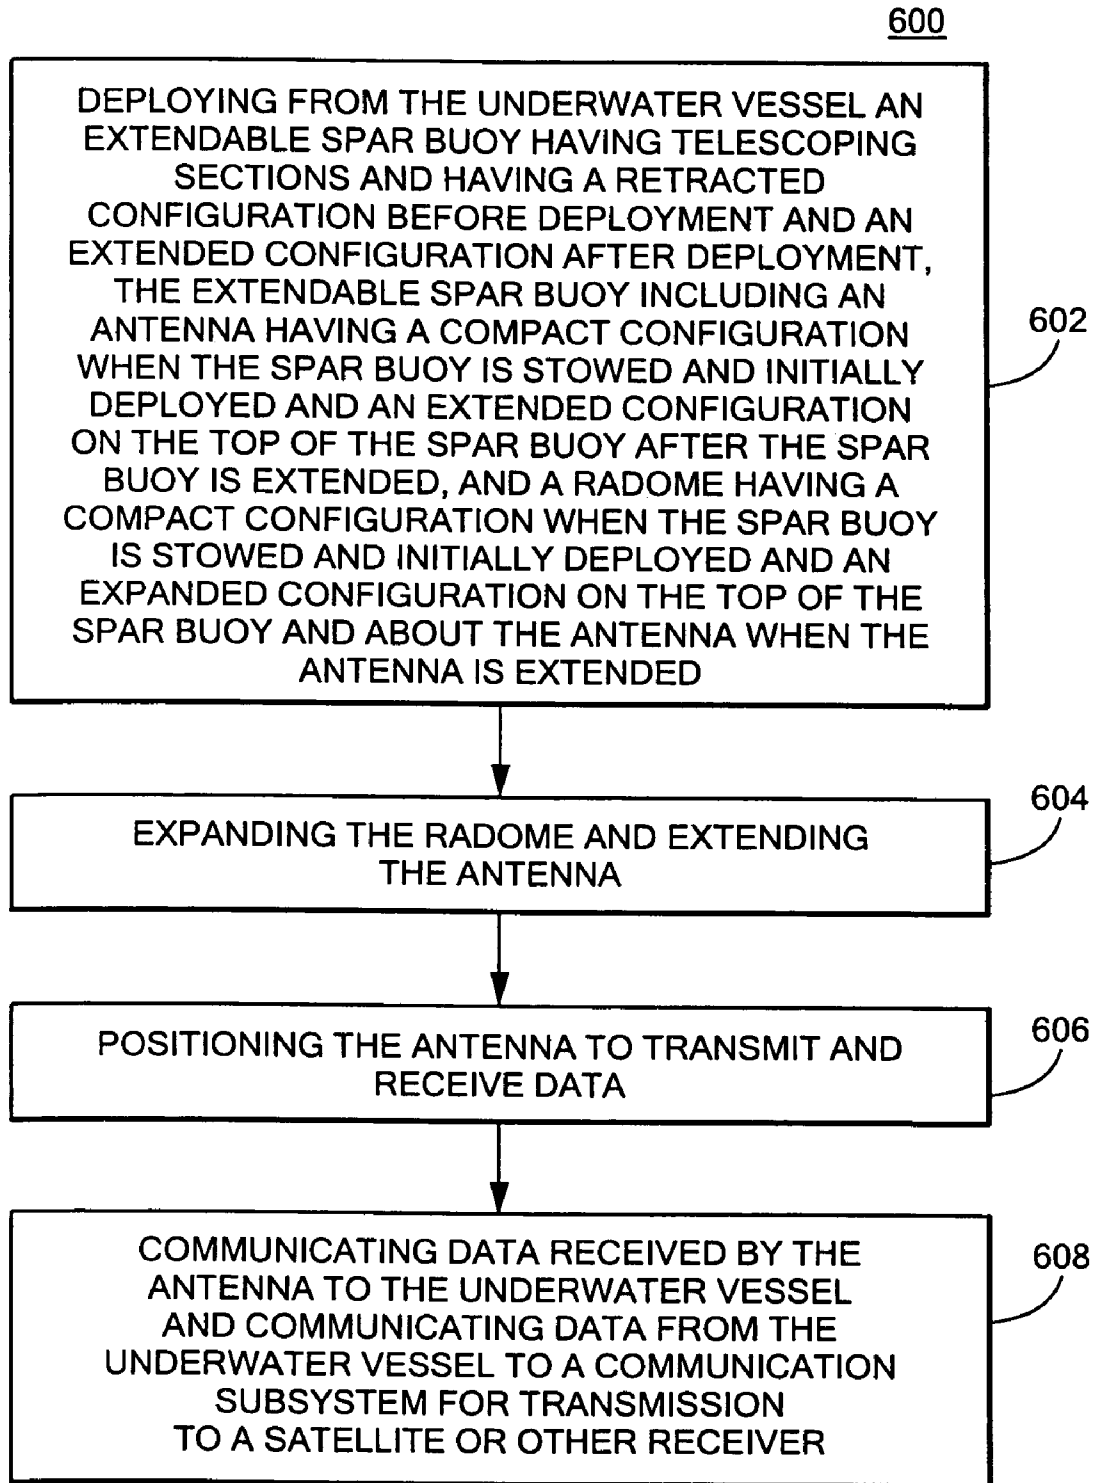 600
DEPLOYING FROM THE UNDERWATER VESSEL AN
EXTENDABLE SPAR BUOY HAVING TELESCOPING
SECTIONS AND HAVING A RETRACTED
CONFIGURATION BEFORE DEPLOYMENT AND AN
EXTENDED CONFIGURATION AFTER DEPLOYMENT,
THE EXTENDABLE SPAR BUOY INCLUDING AN
ANTENNA HAVING A COMPACT CONFIGURATION
WHEN THE SPAR BUOY IS STOWED AND INITIALLY
DEPLOYED AND AN EXTENDED CONFIGURATION
ON THE TOP OF THE SPAR BUOY AFTER THE SPAR
BUOY IS EXTENDED, AND A RADOME HAVING A
COMPACT CONFIGURATION WHEN THE SPAR BUOY
IS STOWED AND INITIALLY DEPLOYED AND AN
EXPANDED CONFIGURATION ON THE TOP OF THE
SPAR BUOY AND ABOUT THE ANTENNA WHEN THE
ANTENNA IS EXTENDED
602
EXPANDING THE RADOME AND EXTENDING
THE ANTENNA
604
POSITIONING THE ANTENNA TO TRANSMIT AND
RECEIVE DATA
606
COMMUNICATING DATA RECEIVED BY THE
ANTENNA TO THE UNDERWATER VESSEL
AND COMMUNICATING DATA FROM THE
UNDERWATER VESSEL TO A COMMUNICATION
SUBSYSTEM FOR TRANSMISSION
TO A SATELLITE OR OTHER RECEIVER
608